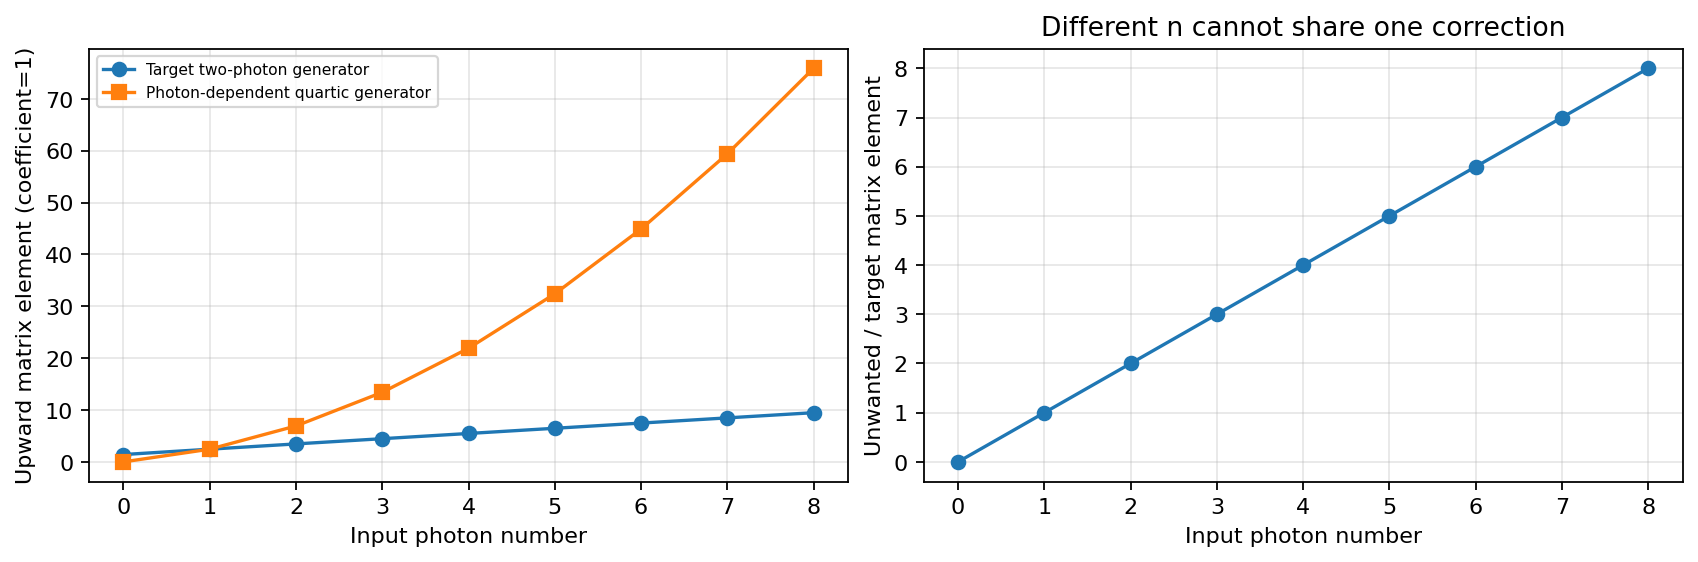 Upward matrix element (coefficient=1)
70
60
50
40
30
20
10
0
Target two-photon generator
Photon-dependent quartic generator
0 1 2 3 4 5 6 7 8
Input photon number
Different n cannot share one correction
Unwanted / target matrix element
8
7
6
5
4
3
2
1
0
0 1 2 3 4 5 6 7 8
Input photon number